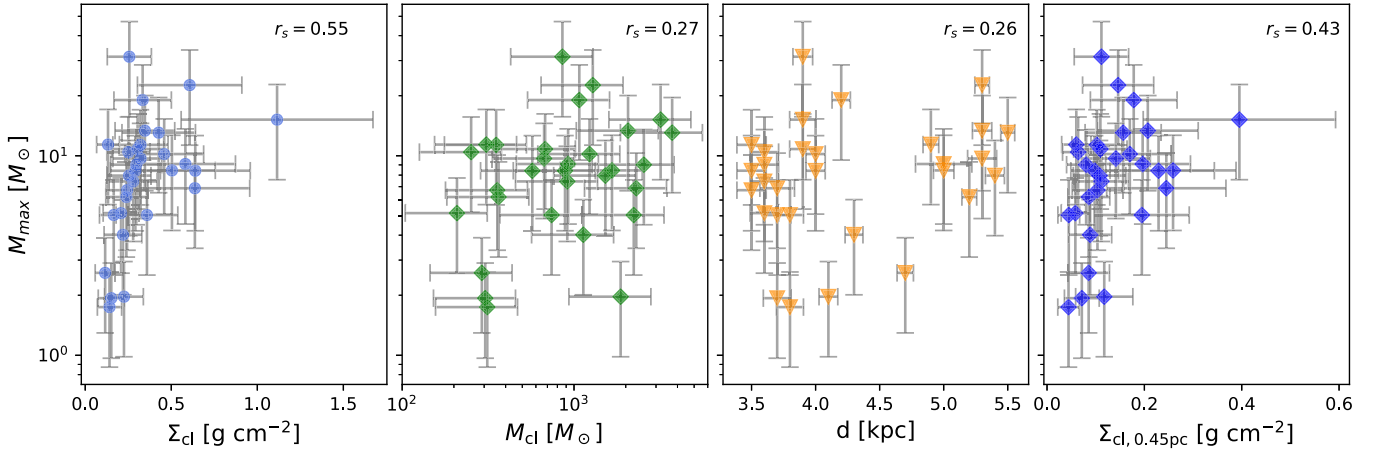 r_s = 0.55
r_s = 0.27
r_s = 0.26
r_s = 0.43
M_max [M_⊙]
10^1
10^0
0.0 0.5 1.0 1.5
10^2 10^3
3.5 4.0 4.5 5.0 5.5
0.0 0.2 0.4 0.6
Σ_cl [g cm^−2]
M_cl [M_⊙]
d [kpc]
Σ_cl, 0.45pc [g cm^−2]